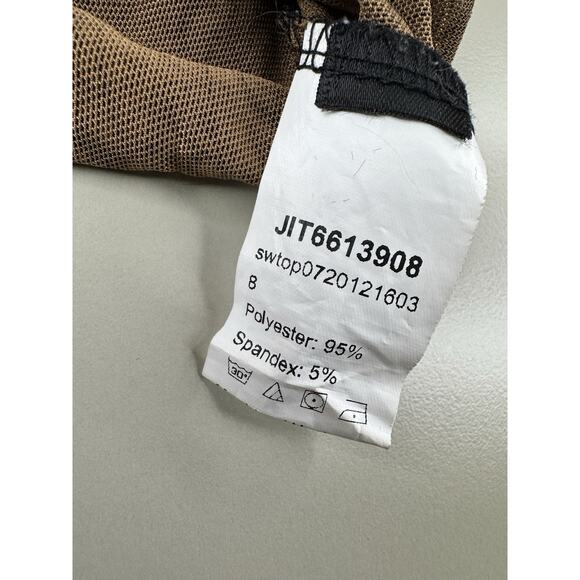 JIT6613908
swtop0720121603
8
Polyester: 95%
Spandex: 5%
30°